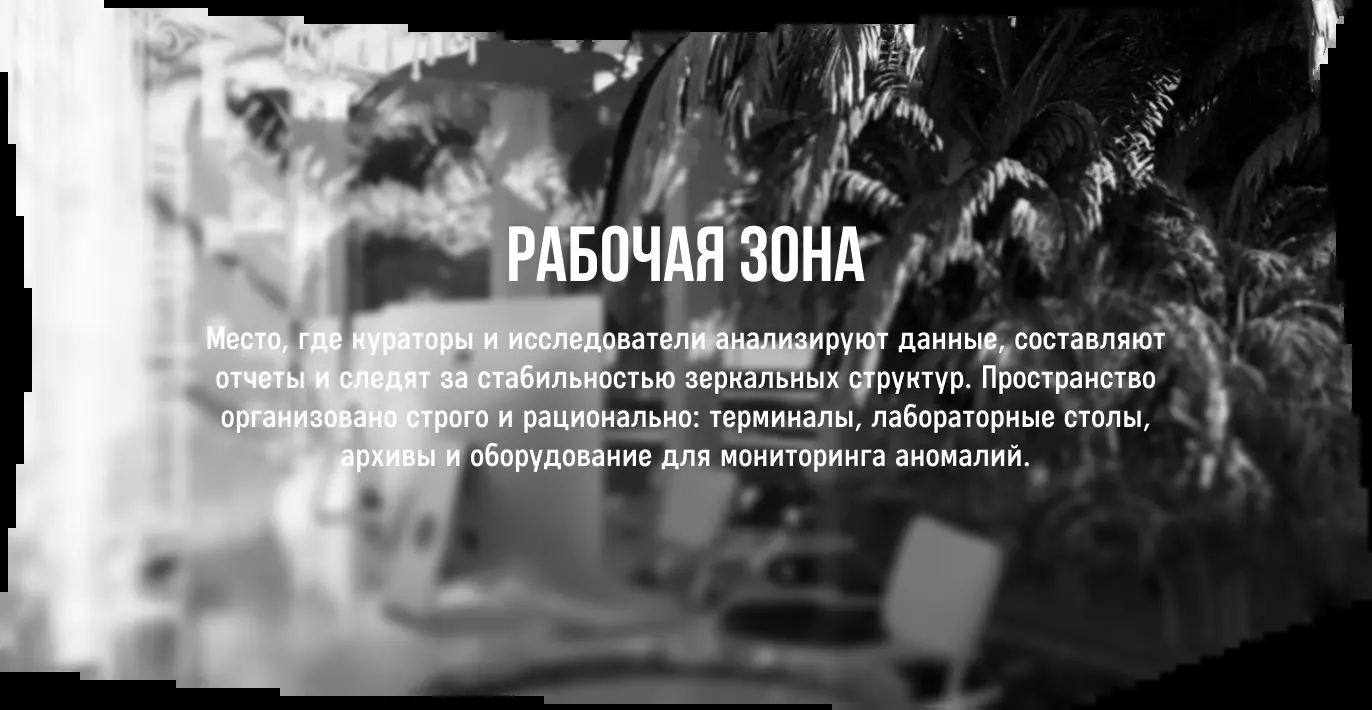 РАБОЧАЯ ЗОНА
Место, где кураторы и исследователи анализируют данные, составляют
отчеты и следят за стабильностью зеркальных структур. Пространство
организовано строго и рационально: терминалы, лабораторные столы,
архивы и оборудование для мониторинга аномалий.